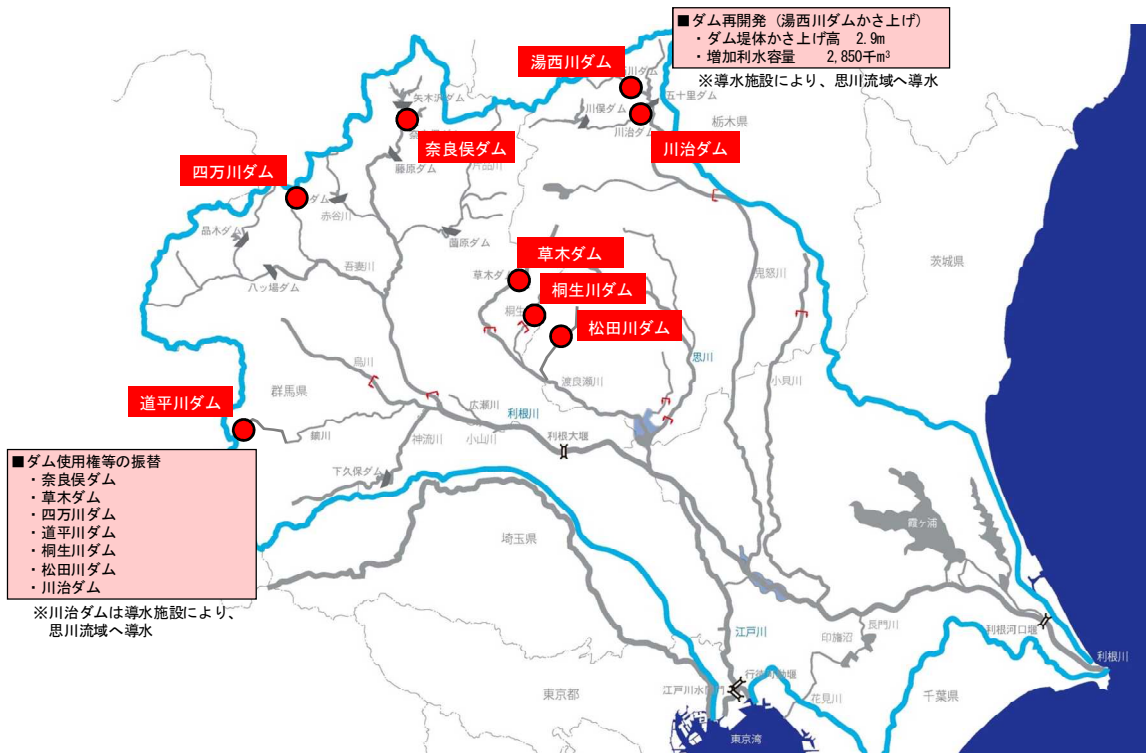 ■ダム再開発（湯西川ダムかさ上げ）
・ダム堤体かさ上げ高　2.9m
・増加利水容量　2,850千m³
※導水施設により、思川流域へ導水
湯西川ダム
川ダム
五十里ダム
川俣ダム
川治ダム
川治ダム
栃木県
矢木沢ダム
奈良俣ダム
藤原ダム
片品川
四万川ダム
ダム
赤谷川
品木ダム
薗原ダム
吾妻川
八ッ場ダム
草木ダム
草木ダ
桐生川ダム
桐生
松田川ダム
鬼怒川
茨城県
思川
小貝川
渡良瀬川
烏川
群馬県
道平川ダム
広瀬川
利根川
利根大堰
鏑川
神流川
小山川
下久保ダム
■ダム使用権等の振替
・奈良俣ダム
・草木ダム
・四万川ダム
・道平川ダム
・桐生川ダム
・松田川ダム
・川治ダム
※川治ダムは導水施設により、
思川流域へ導水
埼玉県
霞ヶ浦
江戸川
印旛沼
長門川
利根河口堰
利根川
江戸川水門
行徳可動堰
花見川
千葉県
東京都
東京湾